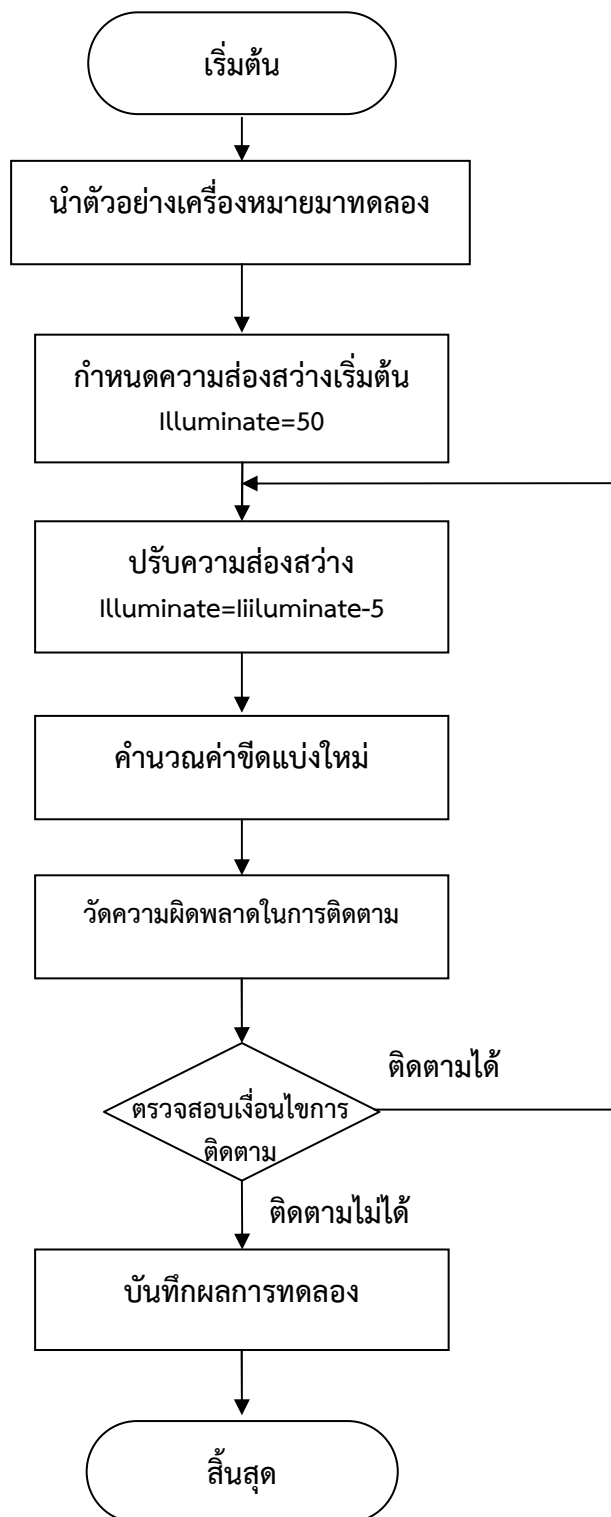 เริ่มต้น
นำตัวอย่างเครื่องหมายมาทดลอง
กำหนดความส่องสว่างเริ่มต้น
Illuminate=50
ปรับความส่องสว่าง
Illuminate=Iiiluminate-5
คำนวณค่าขีดแบ่งใหม่
วัดความผิดพลาดในการติดตาม
ติดตามได้
ตรวจสอบเงื่อนไขการ
ติดตาม
ติดตามไม่ได้
บันทึกผลการทดลอง
สิ้นสุด